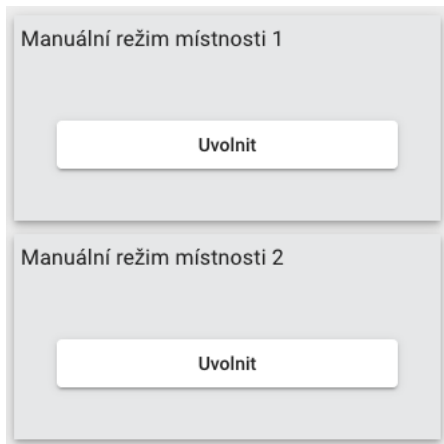 Manuální režim místnosti 1
Uvolnit
Manuální režim místnosti 2
Uvolnit